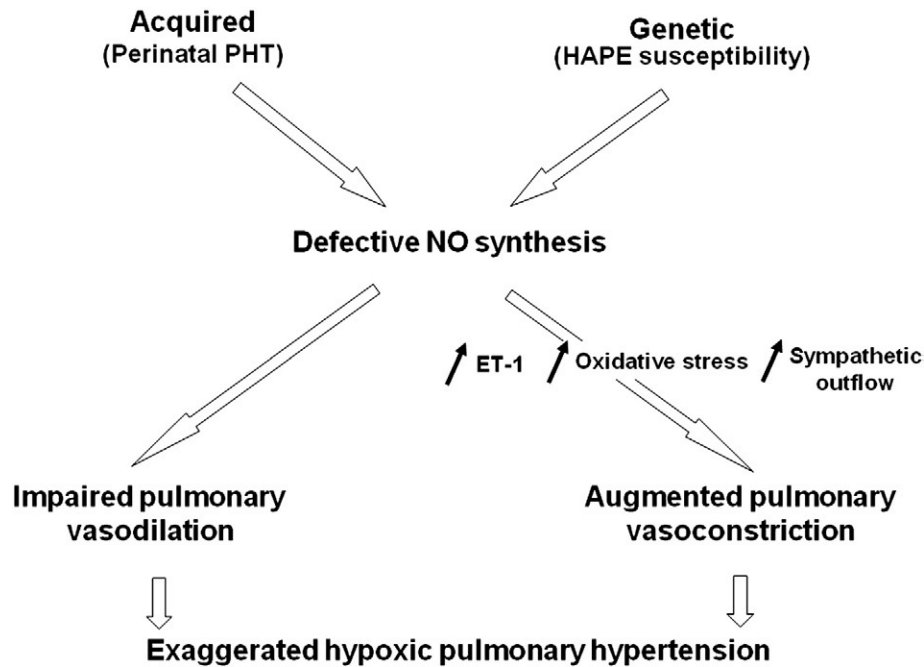 Acquired
(Perinatal PHT)
Genetic
(HAPE susceptibility)
Defective NO synthesis
ET-1
Oxidative stress
Sympathetic
outflow
Impaired pulmonary
vasodilation
Augmented pulmonary
vasoconstriction
Exaggerated hypoxic pulmonary hypertension